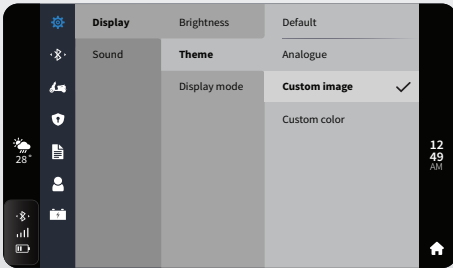 Display
Sound
Brightness
Theme
Display mode
Default
Analogue
Custom image
Custom color
28°
12
49
AM